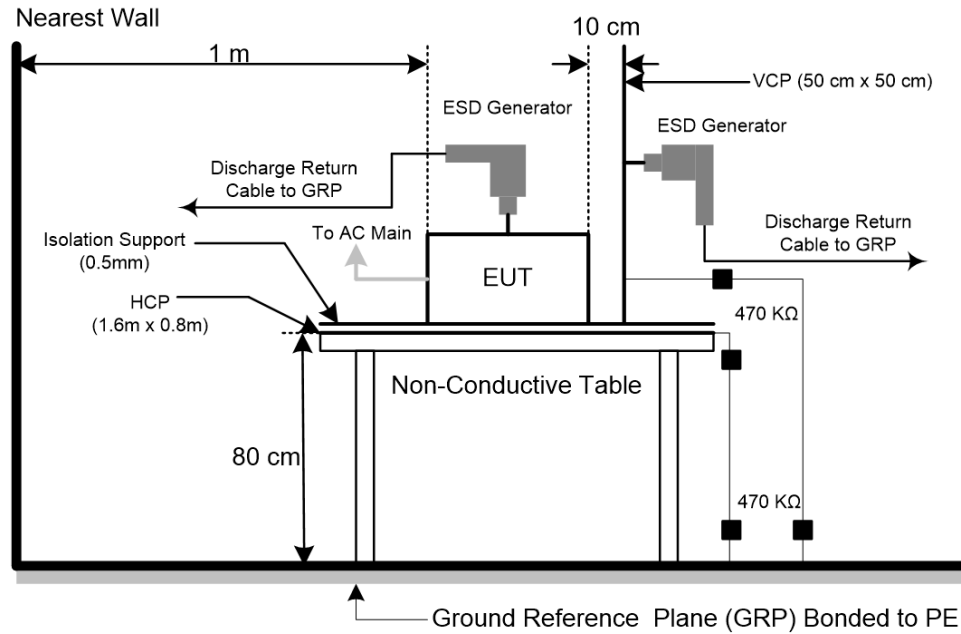 Nearest Wall
10 cm
1 m
VCP (50 cm x 50 cm)
ESD Generator
ESD Generator
Discharge Return
Cable to GRP
Isolation Support
(0.5mm)
To AC Main
Discharge Return
Cable to GRP
EUT
HCP
(1.6m x 0.8m)
470 KΩ
Non-Conductive Table
80 cm
470 KΩ
Ground Reference Plane (GRP) Bonded to PE